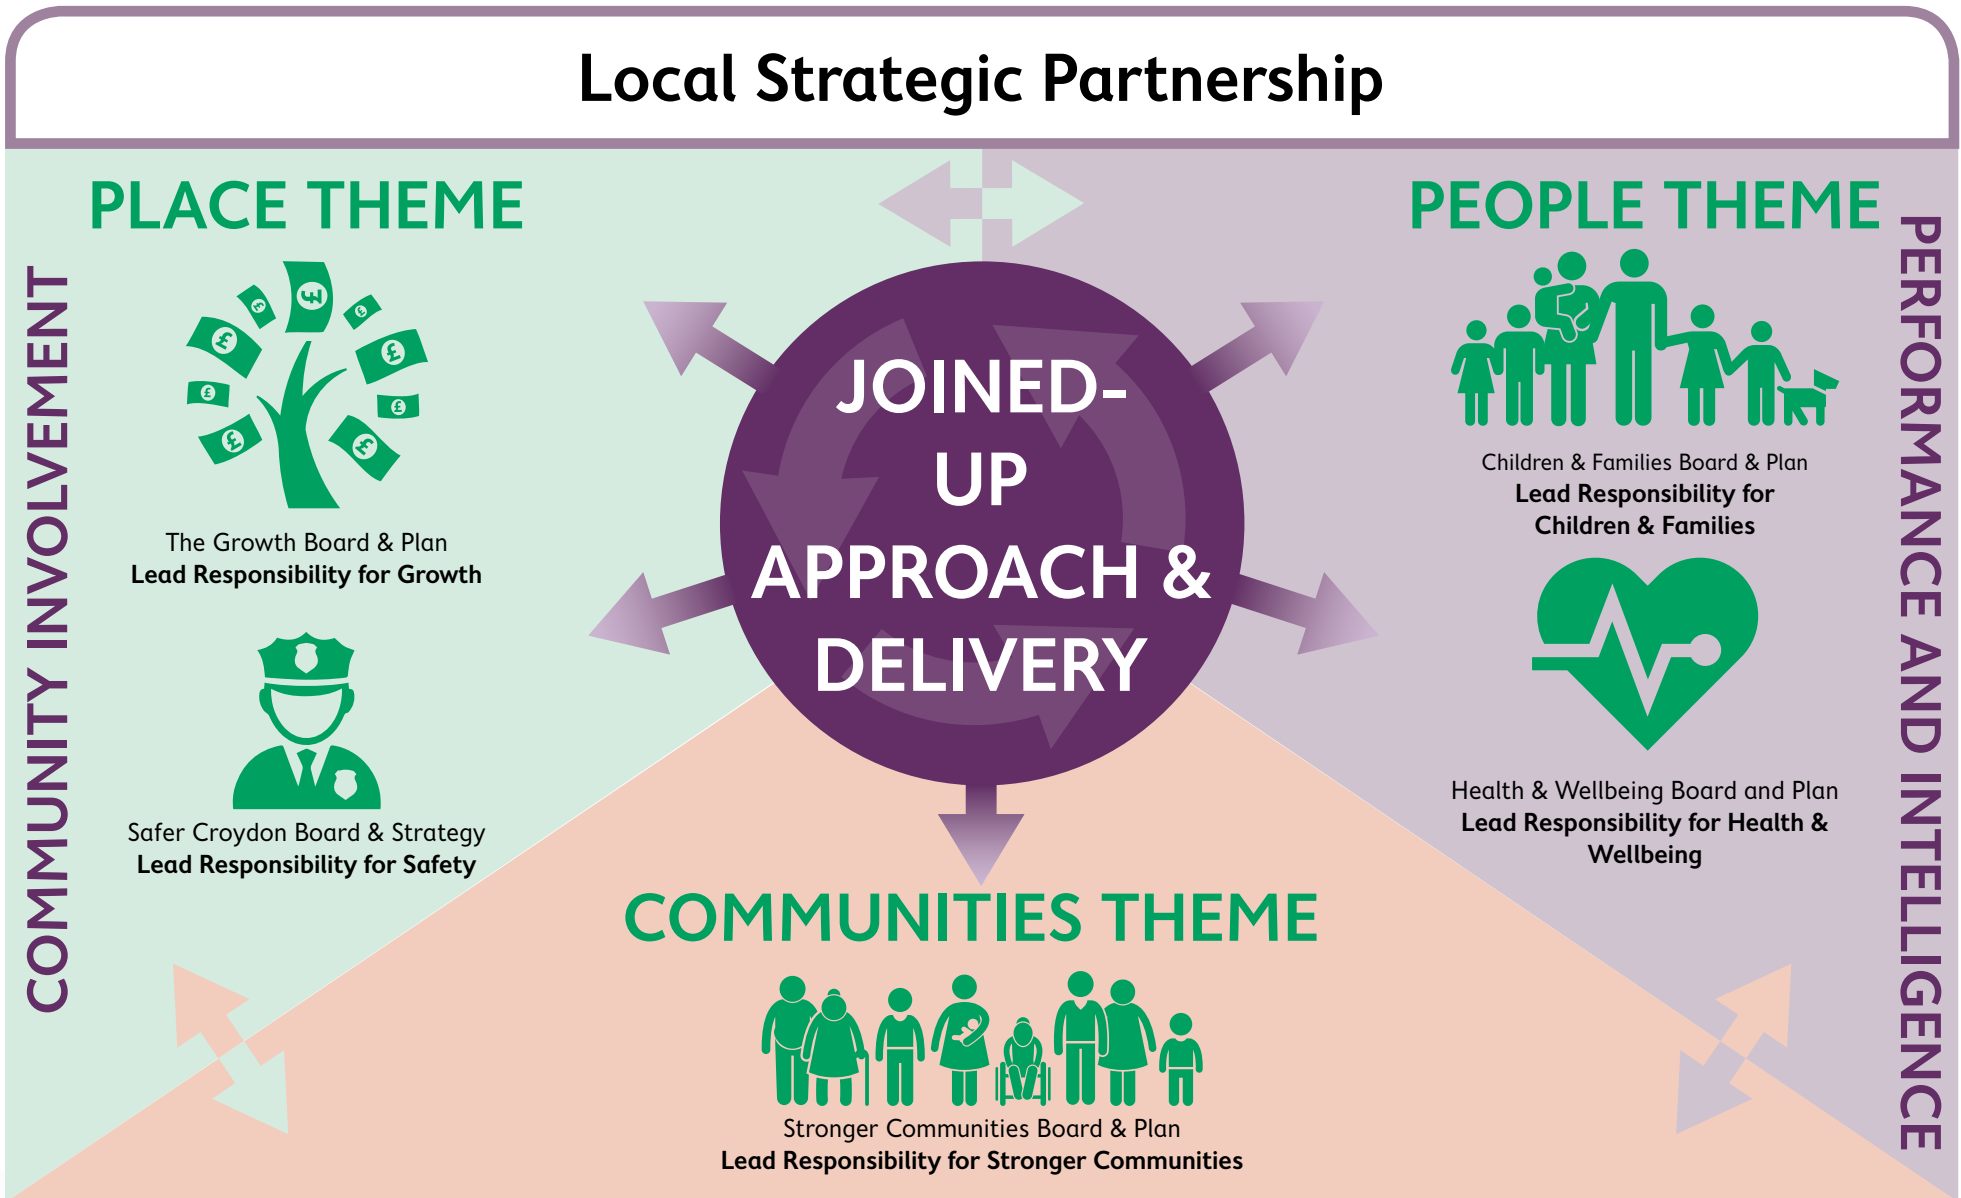 Local Strategic Partnership
PLACE THEME
PEOPLE THEME
COMMUNITY INVOLVEMENT
PERFORMANCE AND INTELLIGENCE
£
£
£
£
£
£
£
£
£
The Growth Board & Plan
Lead Responsibility for Growth
Safer Croydon Board & Strategy
Lead Responsibility for Safety
JOINED-
UP
APPROACH &
DELIVERY
Children & Families Board & Plan
Lead Responsibility for
Children & Families
Health & Wellbeing Board and Plan
Lead Responsibility for Health &
Wellbeing
COMMUNITIES THEME
Stronger Communities Board & Plan
Lead Responsibility for Stronger Communities